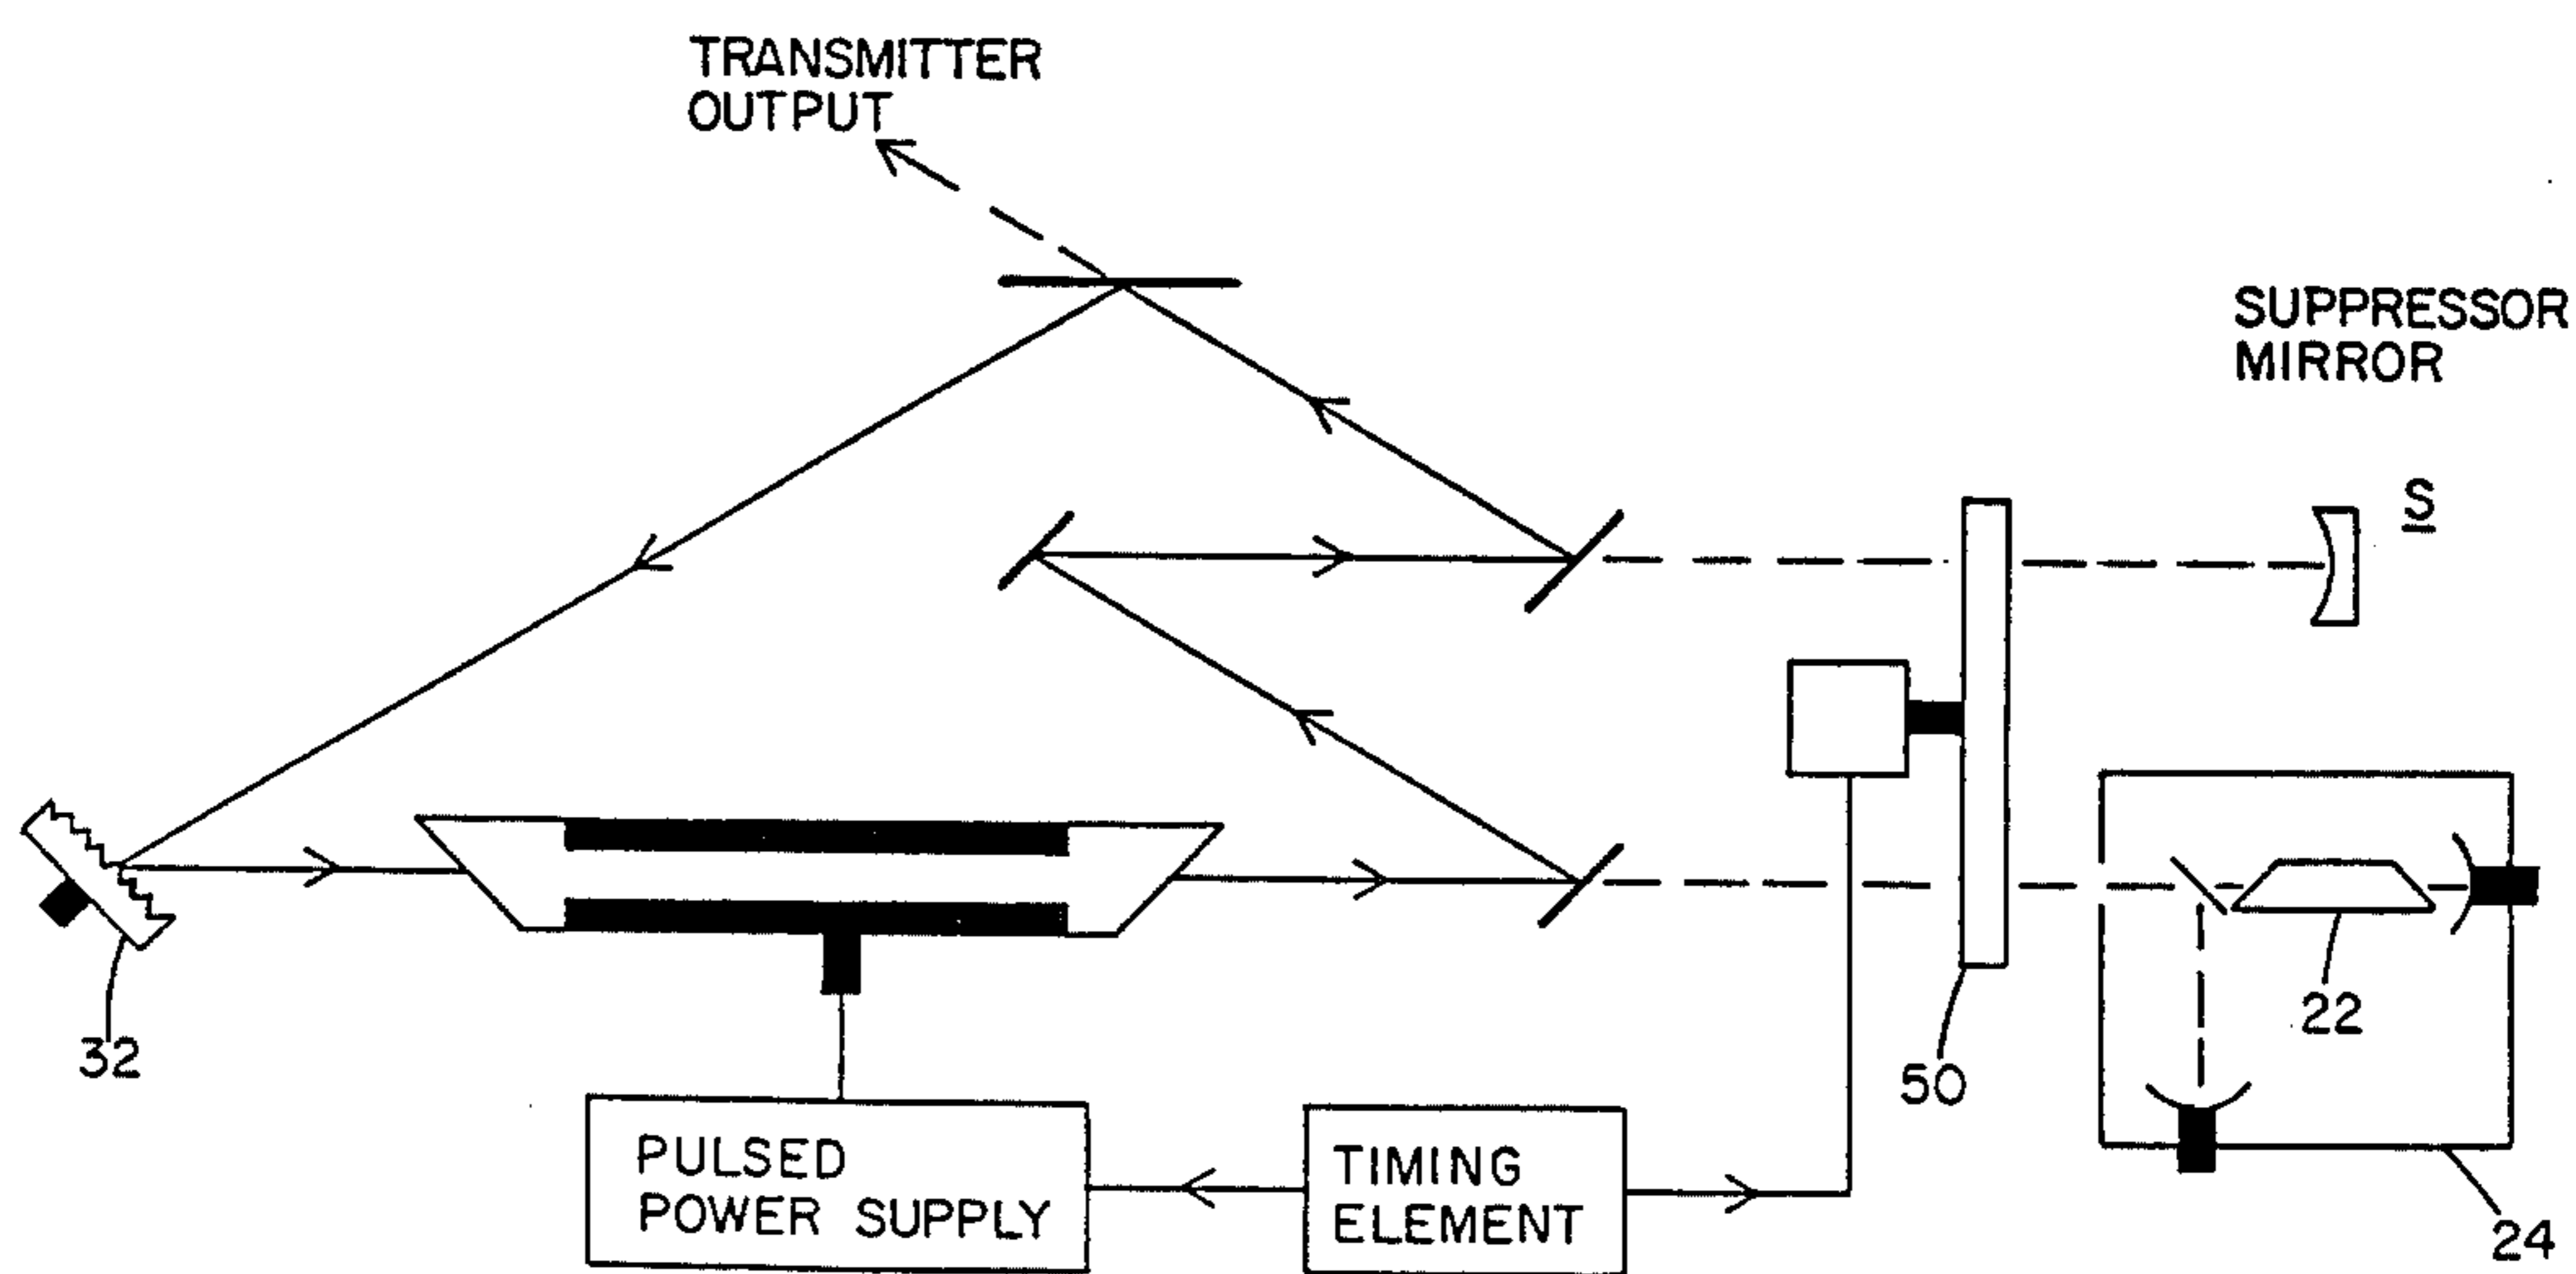 TRANSMITTER
OUTPUT
SUPPRESSOR
MIRROR
S
32
22
50
PULSED
POWER SUPPLY
TIMING
ELEMENT
24